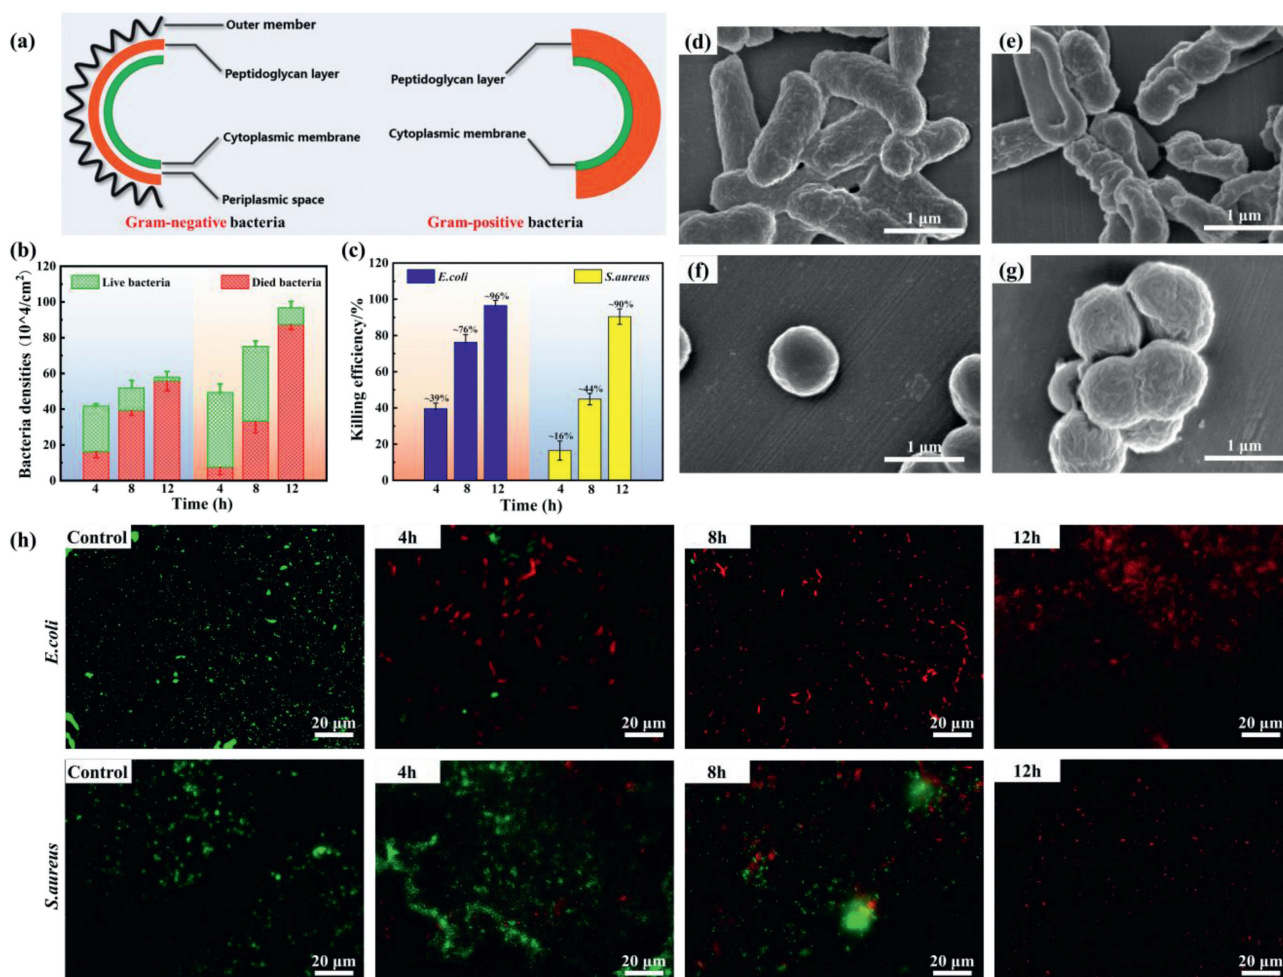 (a)
Outer member
Peptidoglycan layer
Cytoplasmic membrane
Periplasmic space
Gram-negative bacteria
Peptidoglycan layer
Cytoplasmic membrane
Gram-positive bacteria
(b)
Live bacteria
Died bacteria
Bacteria densities (10^4/cm²)
120
100
80
60
40
20
0
4 8 12 4 8 12
Time (h)
(c)
E.coli
S.aureus
Killing efficiency/%
120
100
80
60
40
20
0
~39%
~76%
~96%
~16%
~44%
~90%
4 8 12 4 8 12
Time (h)
(d)
1 µm
(e)
1 µm
(f)
1 µm
(g)
1 µm
(h)
E.coli
Control
20 µm
4h
20 µm
8h
20 µm
12h
20 µm
S.aureus
Control
20 µm
4h
20 µm
8h
20 µm
12h
20 µm